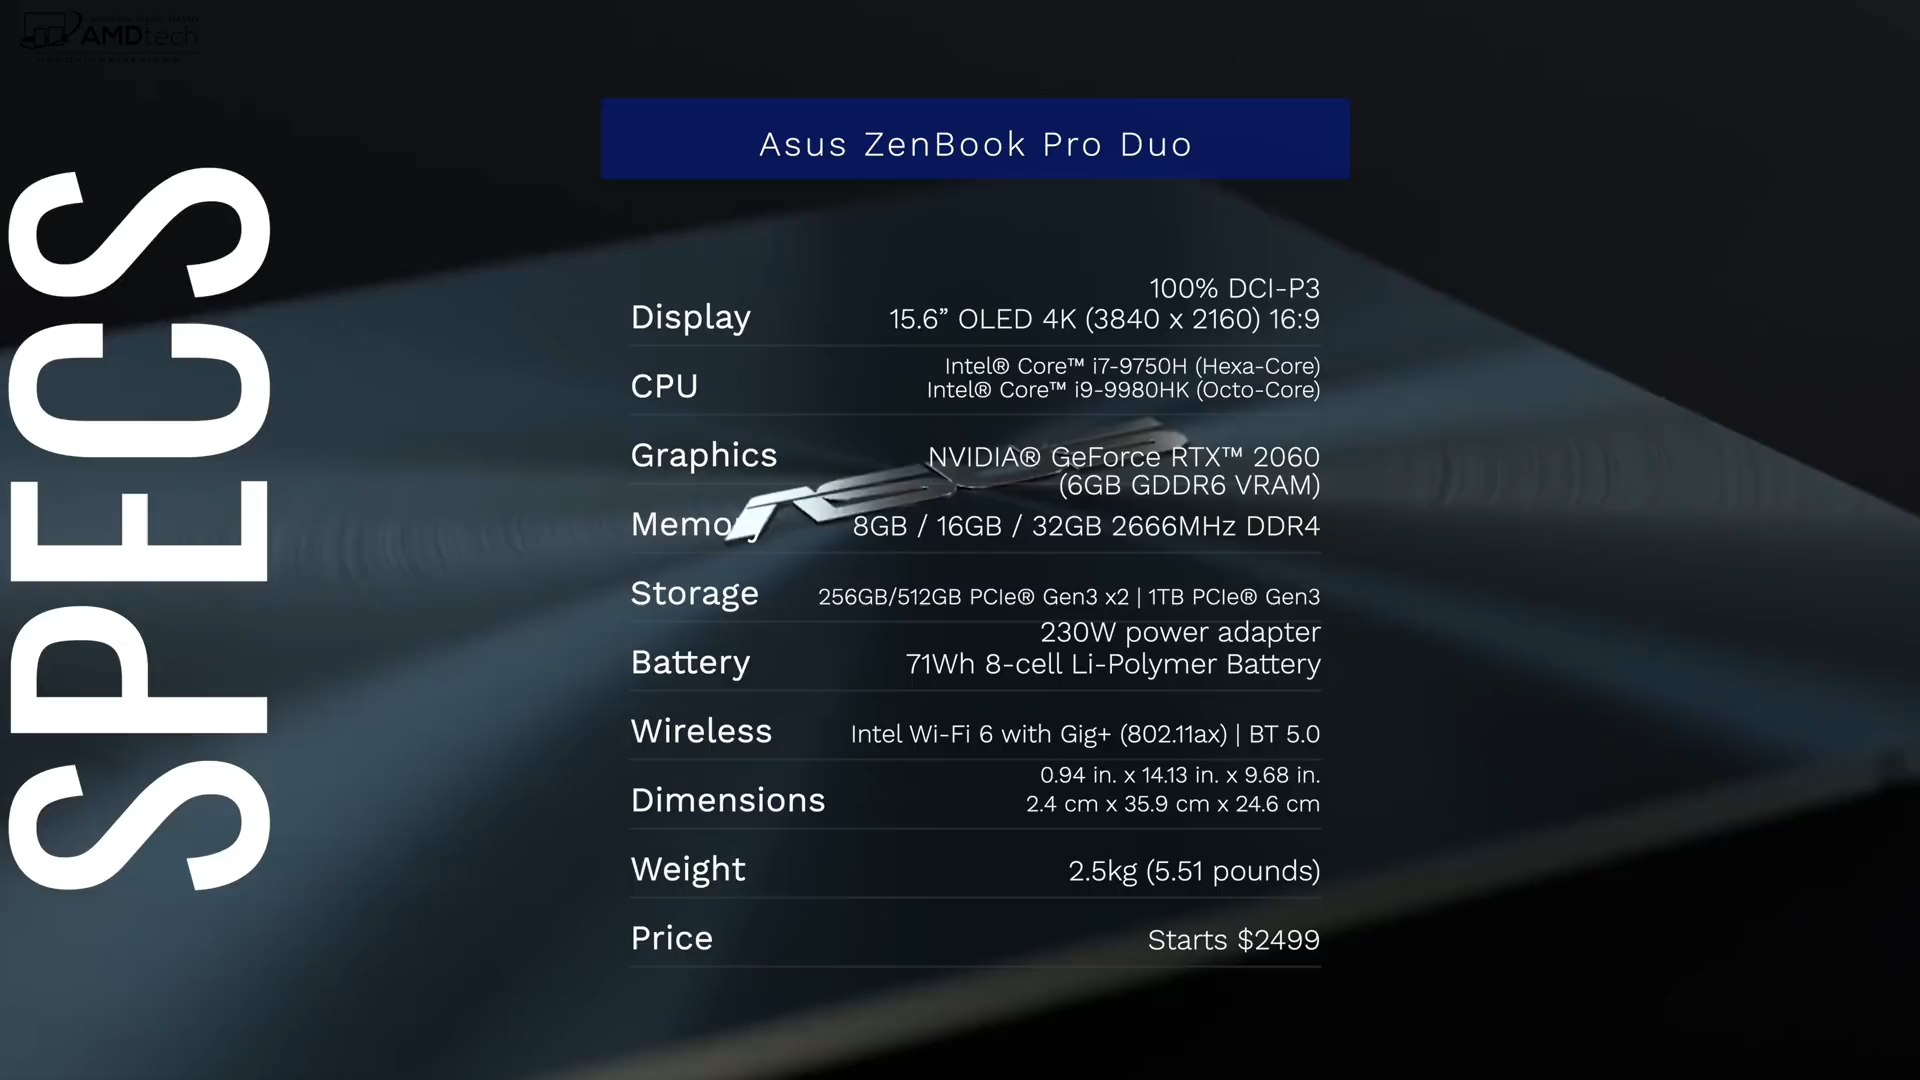 AMDtech
SPECS
Asus ZenBook Pro Duo
100% DCI-P3
Display 15.6” OLED 4K (3840 x 2160) 16:9
Intel® Core™ i7-9750H (Hexa-Core)
CPU Intel® Core™ i9-9980HK (Octo-Core)
Graphics NVIDIA® GeForce RTX™ 2060
(6GB GDDR6 VRAM)
Memory 8GB / 16GB / 32GB 2666MHz DDR4
Storage 256GB/512GB PCIe® Gen3 x2 | 1TB PCIe® Gen3
230W power adapter
Battery 71Wh 8-cell Li-Polymer Battery
Wireless Intel Wi-Fi 6 with Gig+ (802.11ax) | BT 5.0
0.94 in. x 14.13 in. x 9.68 in.
Dimensions 2.4 cm x 35.9 cm x 24.6 cm
Weight 2.5kg (5.51 pounds)
Price Starts $2499